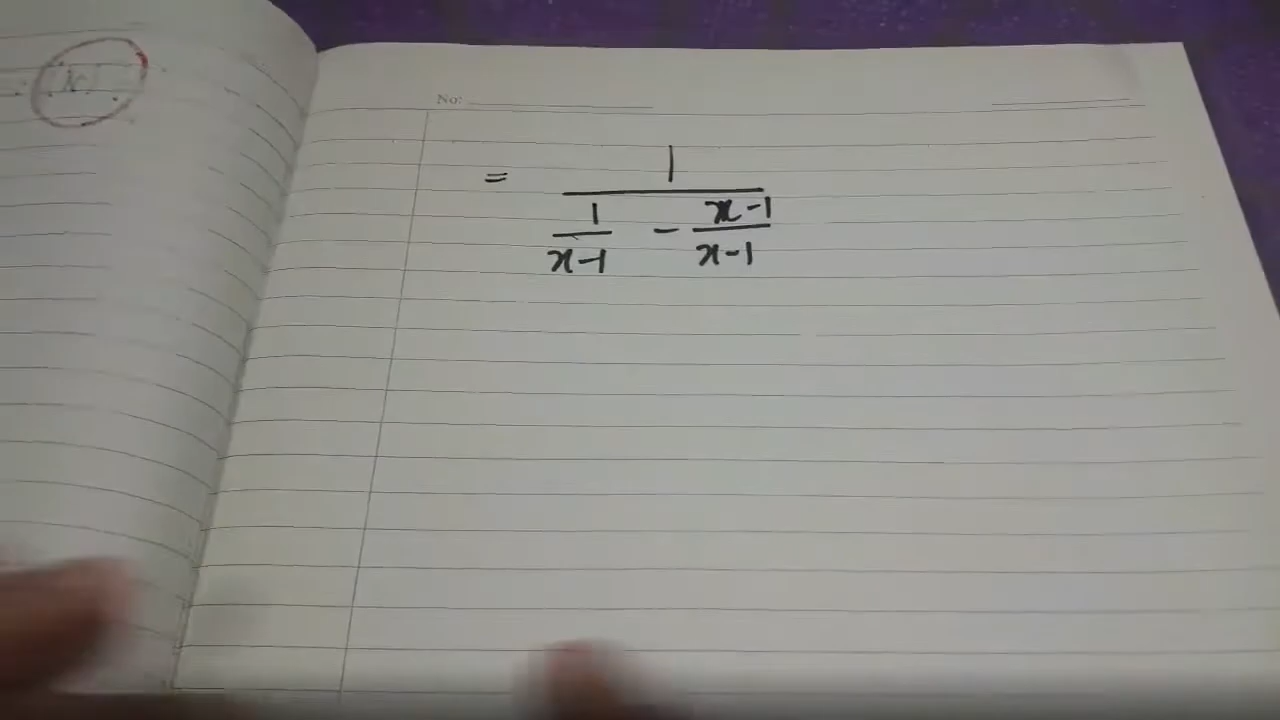 No:
= 1
1 - x-1
x-1 x-1